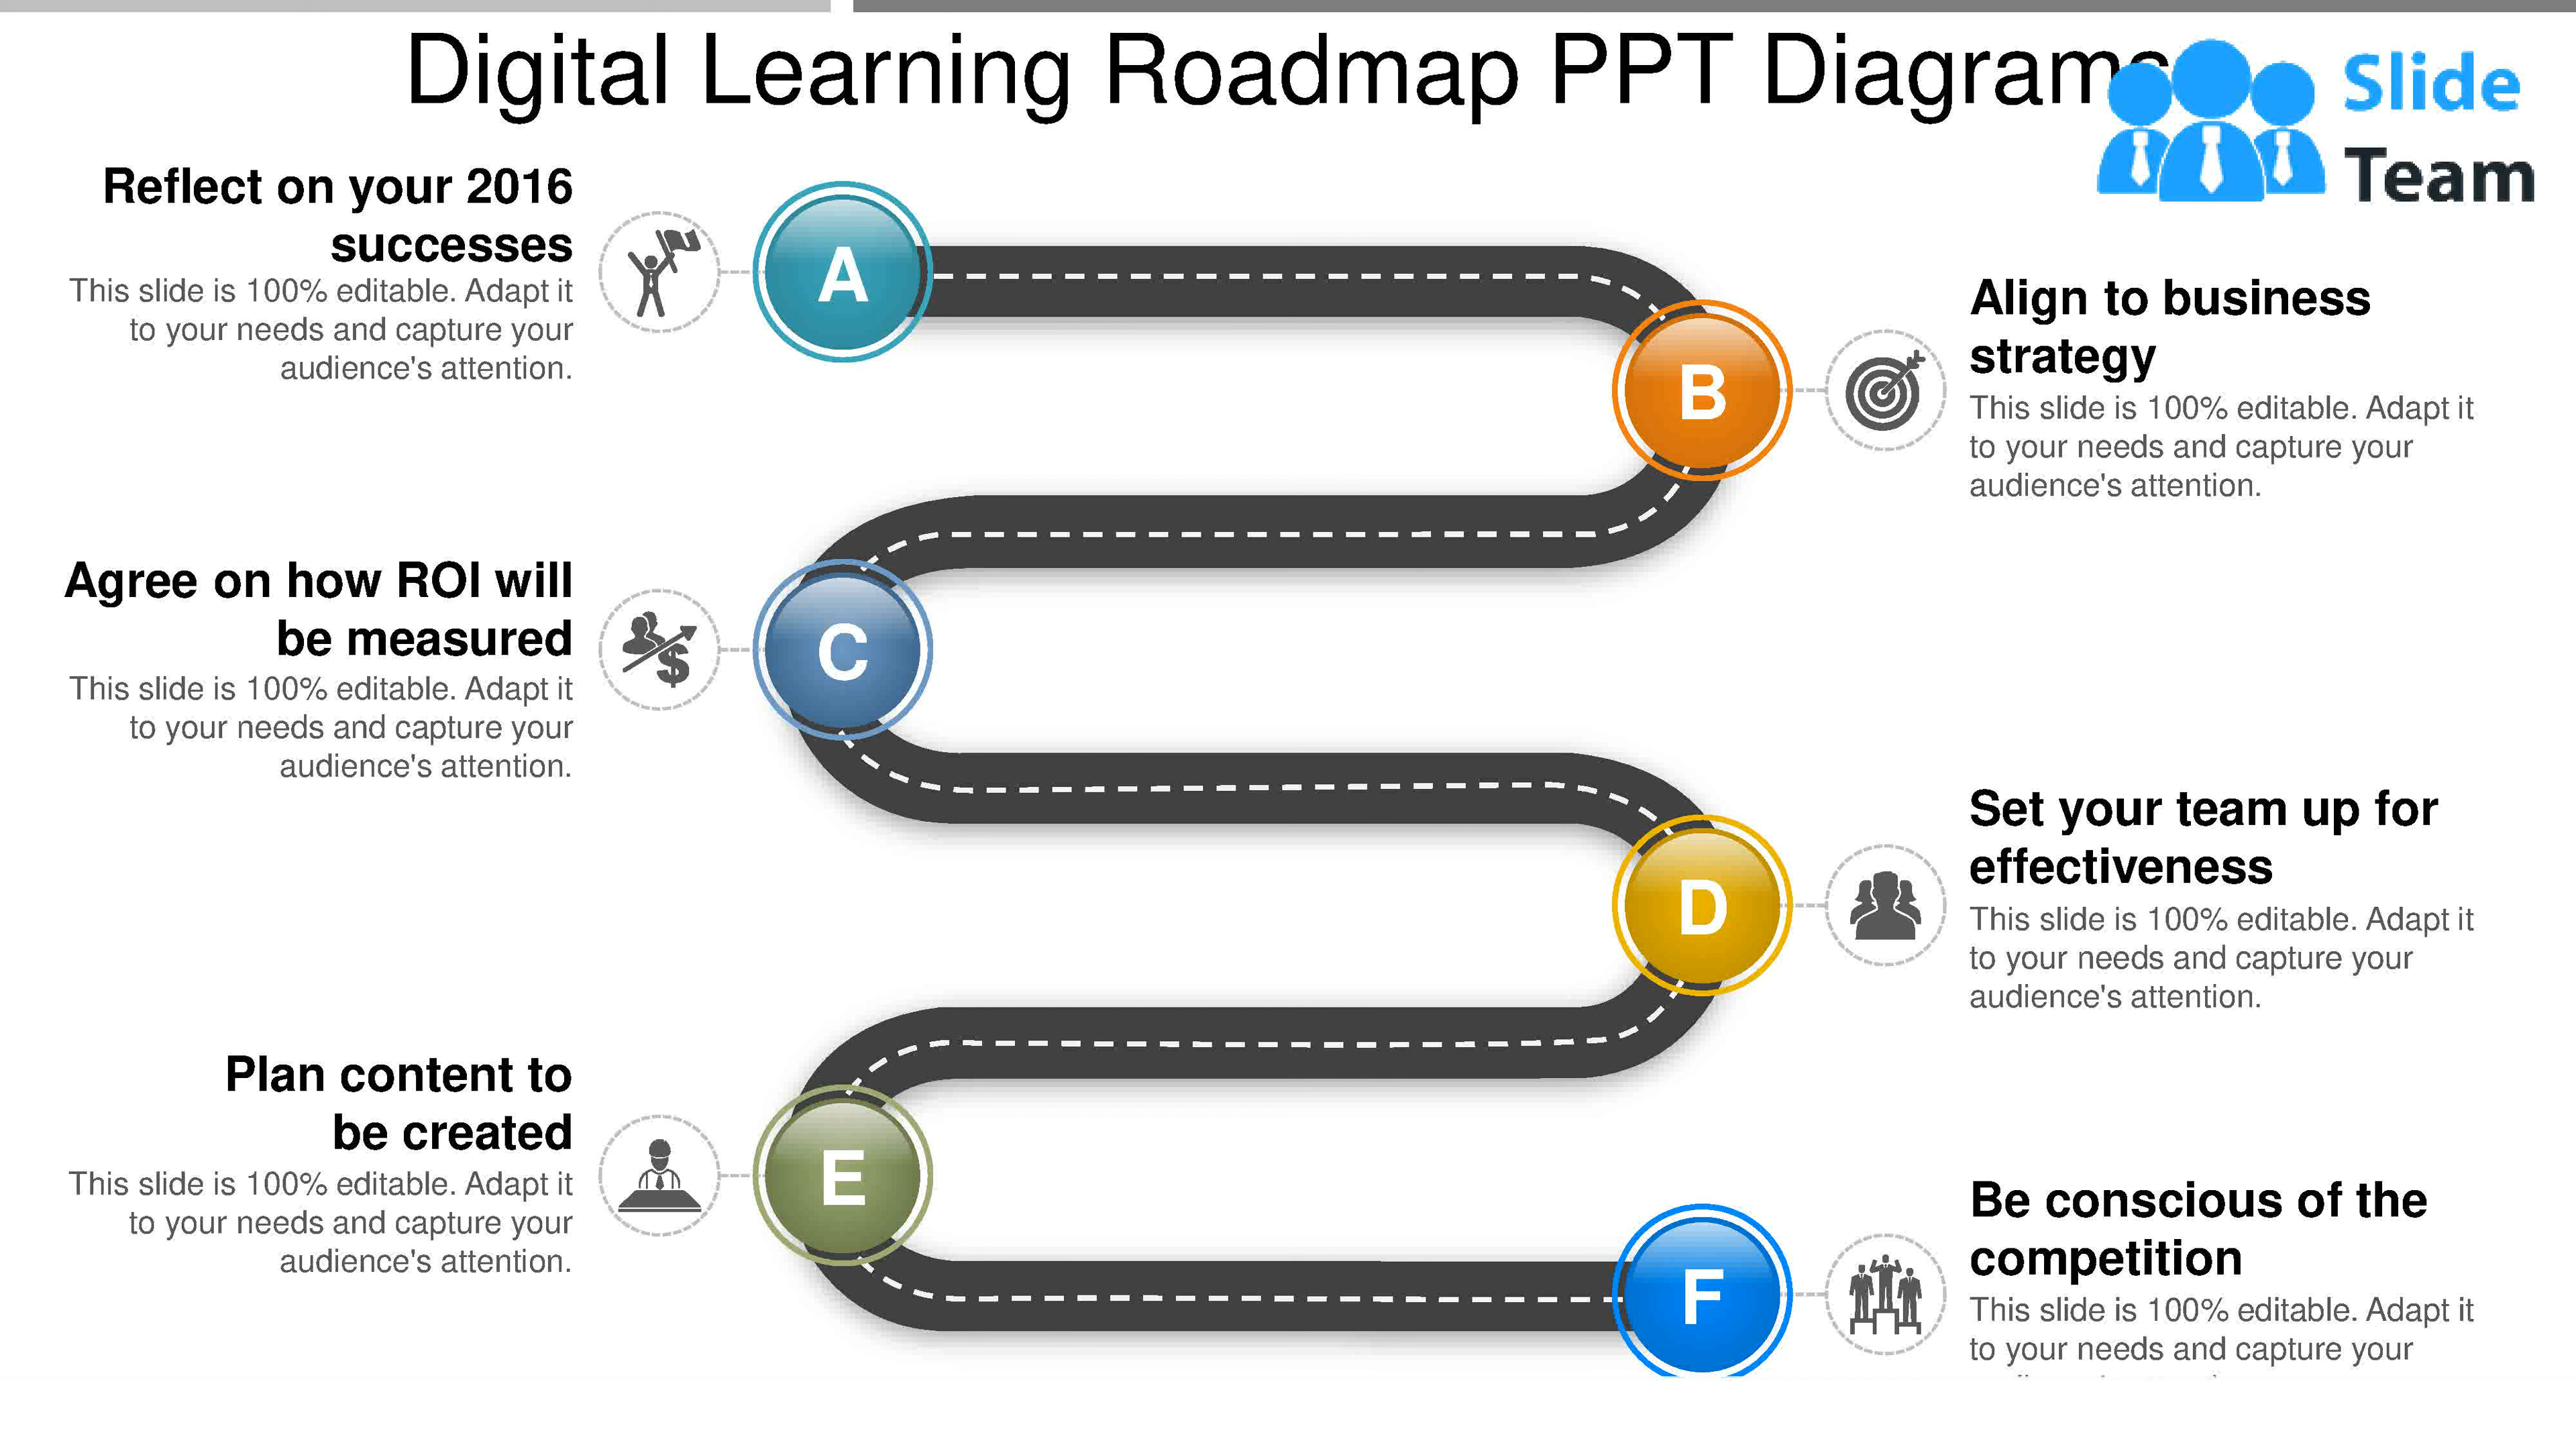 Digital Learning Roadmap PPT Diagrams
Slide
Team
Reflect on your 2016
successes
This slide is 100% editable. Adapt it
to your needs and capture your
audience's attention.
A
B
Align to business
strategy
This slide is 100% editable. Adapt it
to your needs and capture your
audience's attention.
Agree on how ROI will
be measured
This slide is 100% editable. Adapt it
to your needs and capture your
audience's attention.
C
$
D
Set your team up for
effectiveness
This slide is 100% editable. Adapt it
to your needs and capture your
audience's attention.
Plan content to
be created
This slide is 100% editable. Adapt it
to your needs and capture your
audience's attention.
E
F
Be conscious of the
competition
This slide is 100% editable. Adapt it
to your needs and capture your